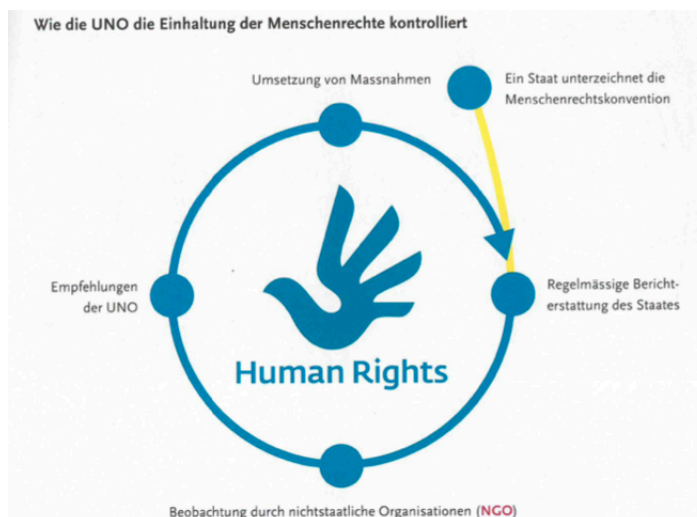 Wie die UNO die Einhaltung der Menschenrechte kontrolliert
Umsetzung von Massnahmen
Ein Staat unterzeichnet die
Menschenrechtskonvention
Empfehlungen
der UNO
Regelmässige Bericht-
erstattung des Staates
Human Rights
Beobachtung durch nichtstaatliche Organisationen (NGO)